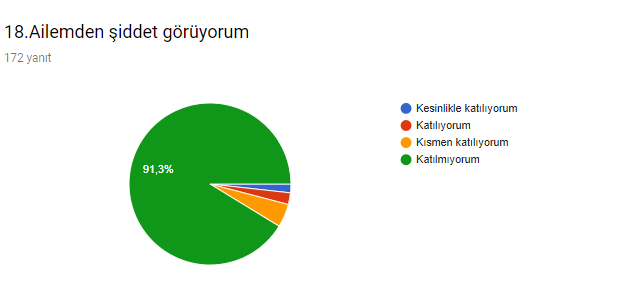 18.Ailemden şiddet görüyorum
172 yanıt
91,3%
Kesinlikle katılıyorum
Katılıyorum
Kısmen katılıyorum
Katılmıyorum